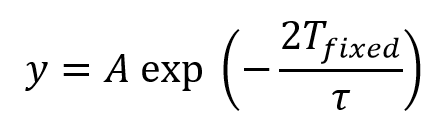 y = A exp (− 2T_fixed / τ)